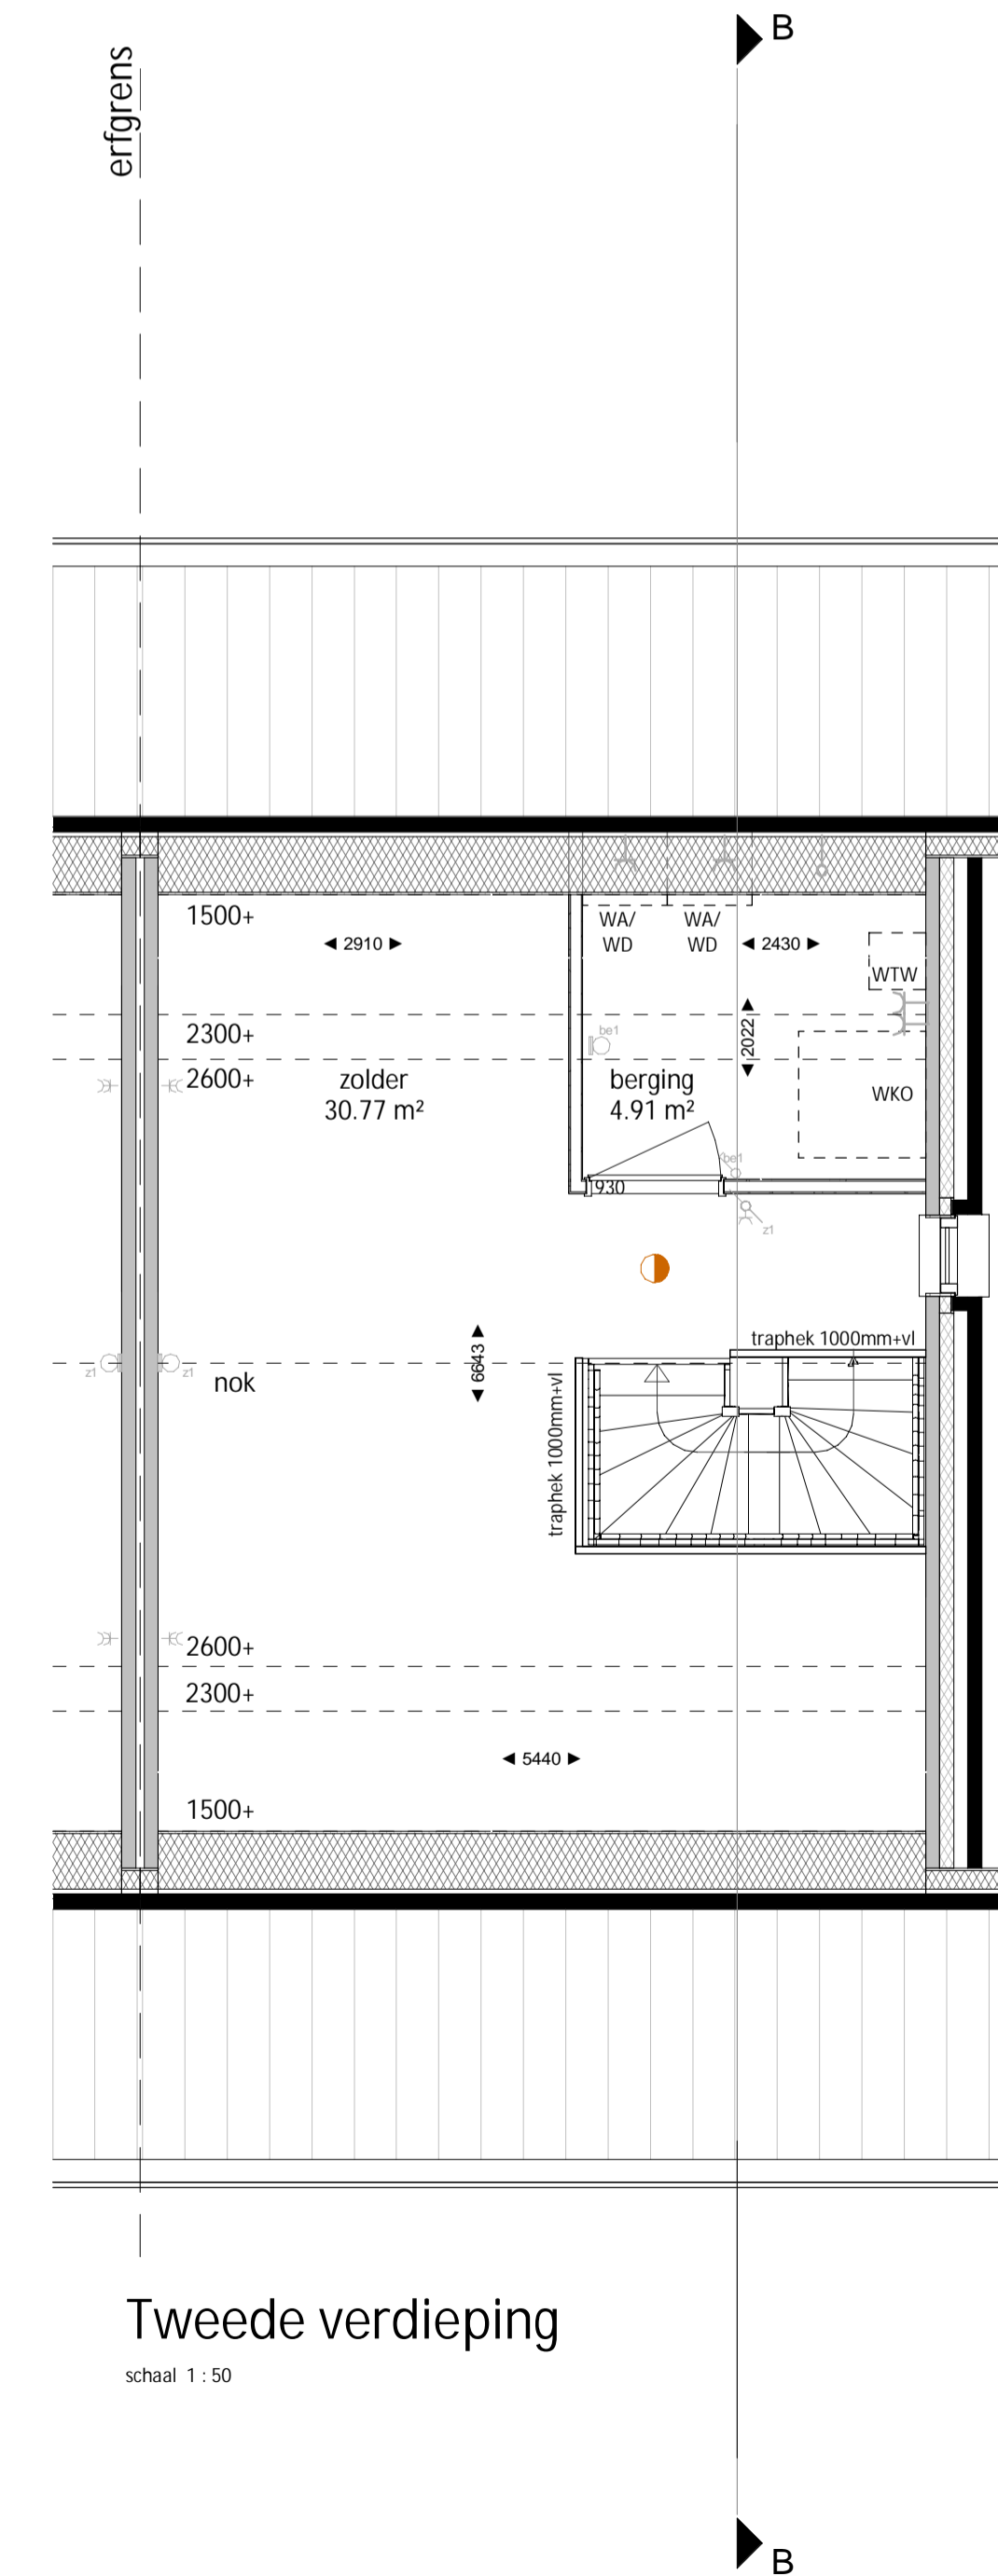 B
erfgrens
1500+
2910
WA/
WD
WA/
WD
2430
WTW
2300+
2022
be1
2600+
zolder
30.77 m²
berging
4.91 m²
WKO
be1
930
z1
traphek 1000mm+vl
6643
z1
z1
nok
traphek 1000mm+vl
2600+
2300+
5440
1500+
Tweede verdieping
schaal 1 : 50
B